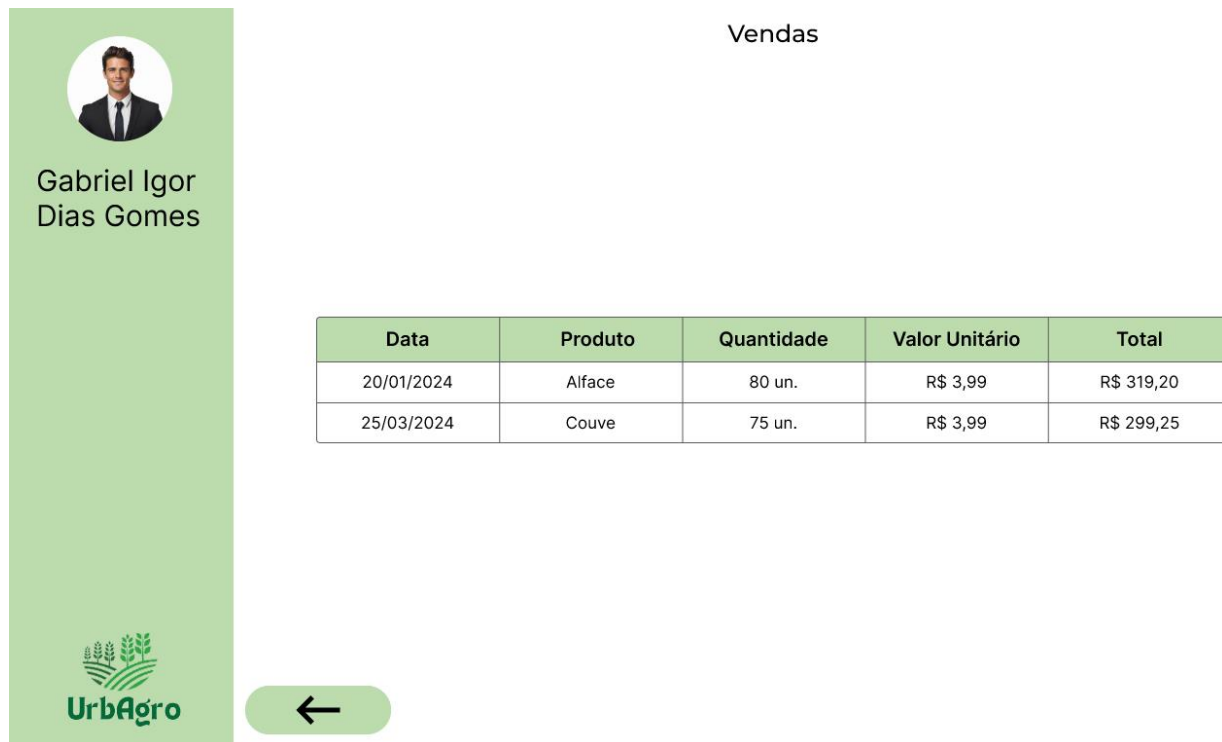 Vendas
Gabriel Igor
Dias Gomes
Data Produto Quantidade Valor Unitário Total
20/01/2024 Alface 80 un. R$ 3,99 R$ 319,20
25/03/2024 Couve 75 un. R$ 3,99 R$ 299,25
UrbAgro